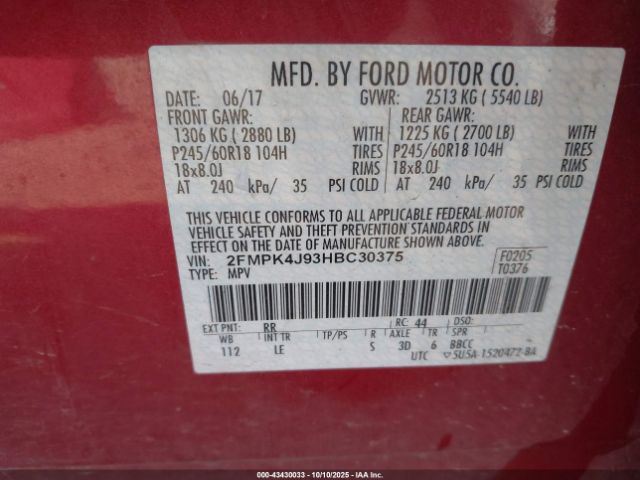 MFD. BY FORD MOTOR CO.
DATE: 06/17 GVWR: 2513 KG ( 5540 LB)
FRONT GAWR: REAR GAWR:
1306 KG ( 2880 LB) WITH 1225 KG ( 2700 LB) WITH
P245/60R18 104H TIRES P245/60R18 104H TIRES
18x8.0J RIMS 18x8.0J RIMS
AT 240 kPa/ 35 PSI COLD AT 240 kPa/ 35 PSI COLD
THIS VEHICLE CONFORMS TO ALL APPLICABLE FEDERAL MOTOR
VEHICLE SAFETY AND THEFT PREVENTION STANDARDS IN
EFFECT ON THE DATE OF MANUFACTURE SHOWN ABOVE.
VIN: 2FMPK4J93HBC30375 F0205
TYPE: MPV T0376
EXT PNT: RR RC: 44 DSO:
WB INT TR TP/PS R AXLE TR SPR
112 LE S 3D 6 BBCC
UTC 5U5A-1520472-BA
000-43430033 - 10/10/2025 - IAA Inc.